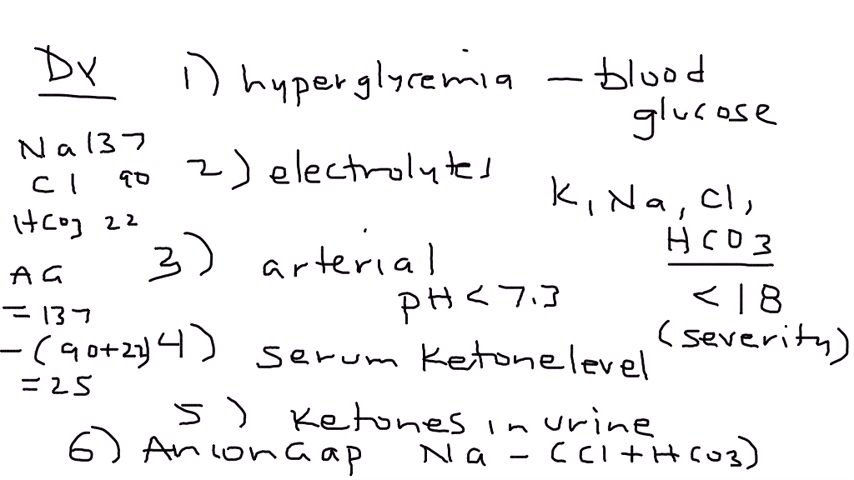 DX 1) hyperglycemia — blood glucose
Na 137
Cl 90
HCO3 22
2) electrolytes K, Na, Cl,
HCO3
< 18
(severity)
3) arterial
pH < 7.3
AG
= 137
- (90+22)
= 25
4) serum ketone level
5) ketones in urine
6) Anion Gap Na - (Cl + HCO3)